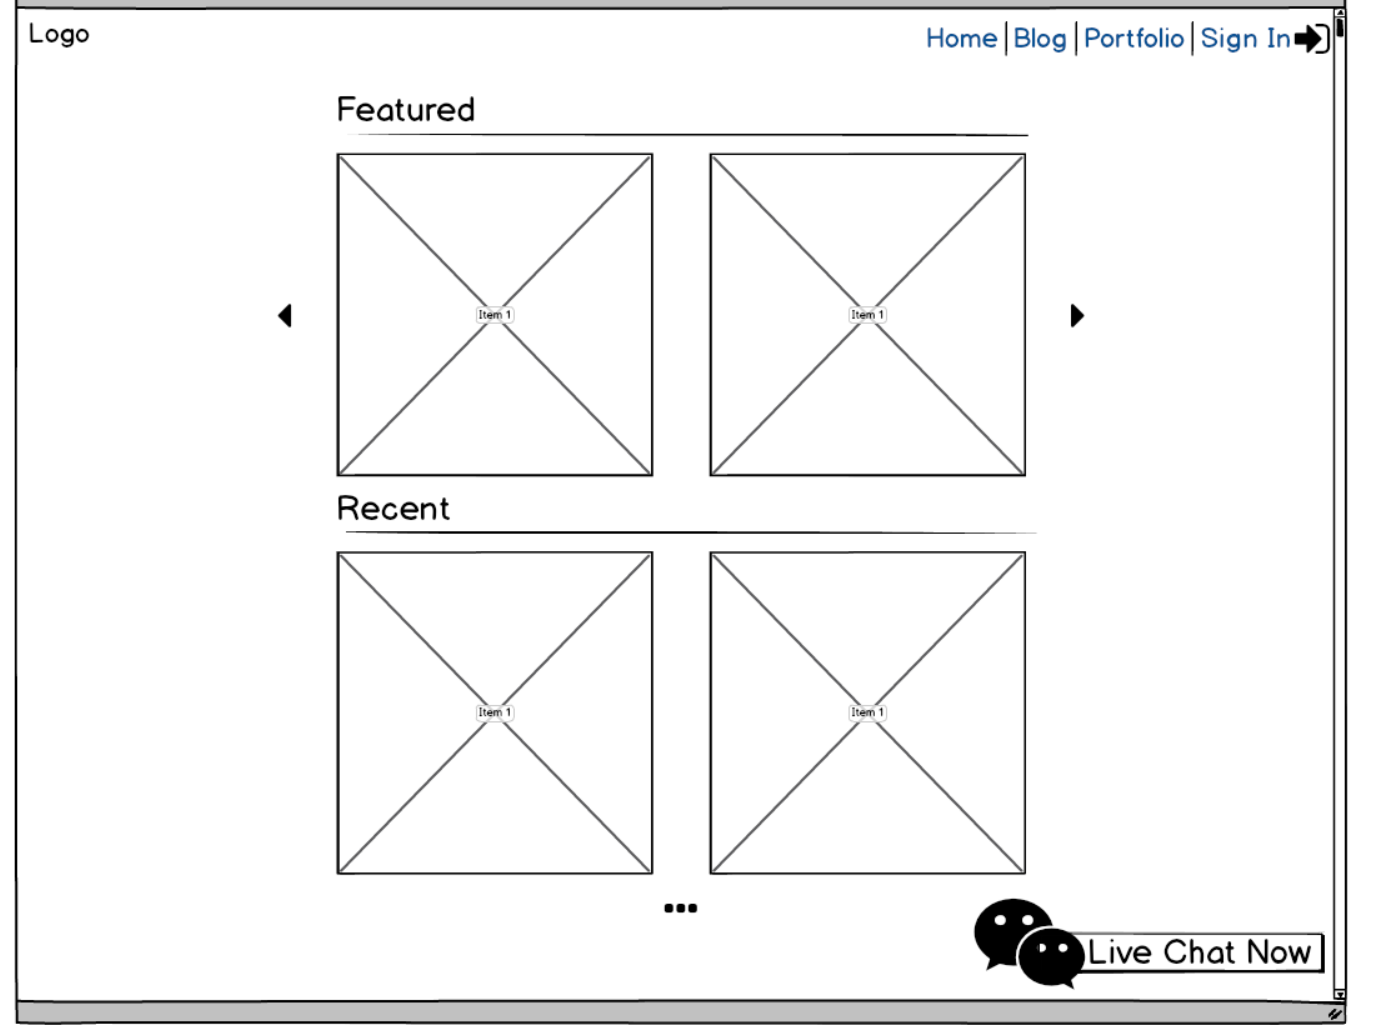 Logo
Home Blog Portfolio Sign In
Featured
Item 1 Item 1
Recent
Item 1 Item 1
Live Chat Now